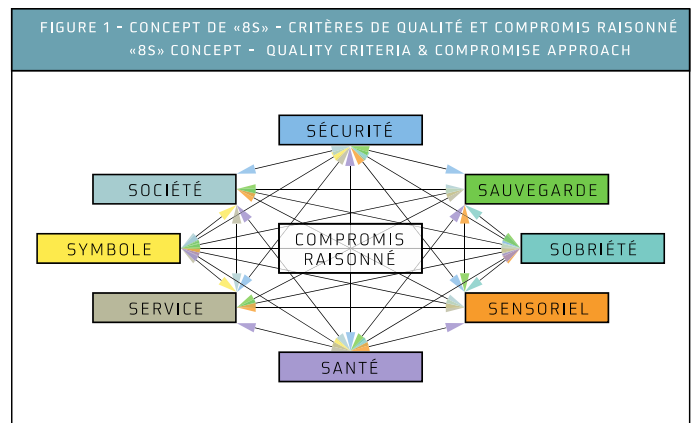 FIGURE 1 - CONCEPT DE «8S» - CRITÈRES DE QUALITÉ ET COMPROMIS RAISONNÉ
«8S» CONCEPT - QUALITY CRITERIA & COMPROMISE APPROACH
SÉCURITÉ
SOCIÉTÉ
SAUVEGARDE
SYMBOLE
COMPROMIS
RAISONNÉ
SOBRIÉTÉ
SERVICE
SENSORIEL
SANTÉ